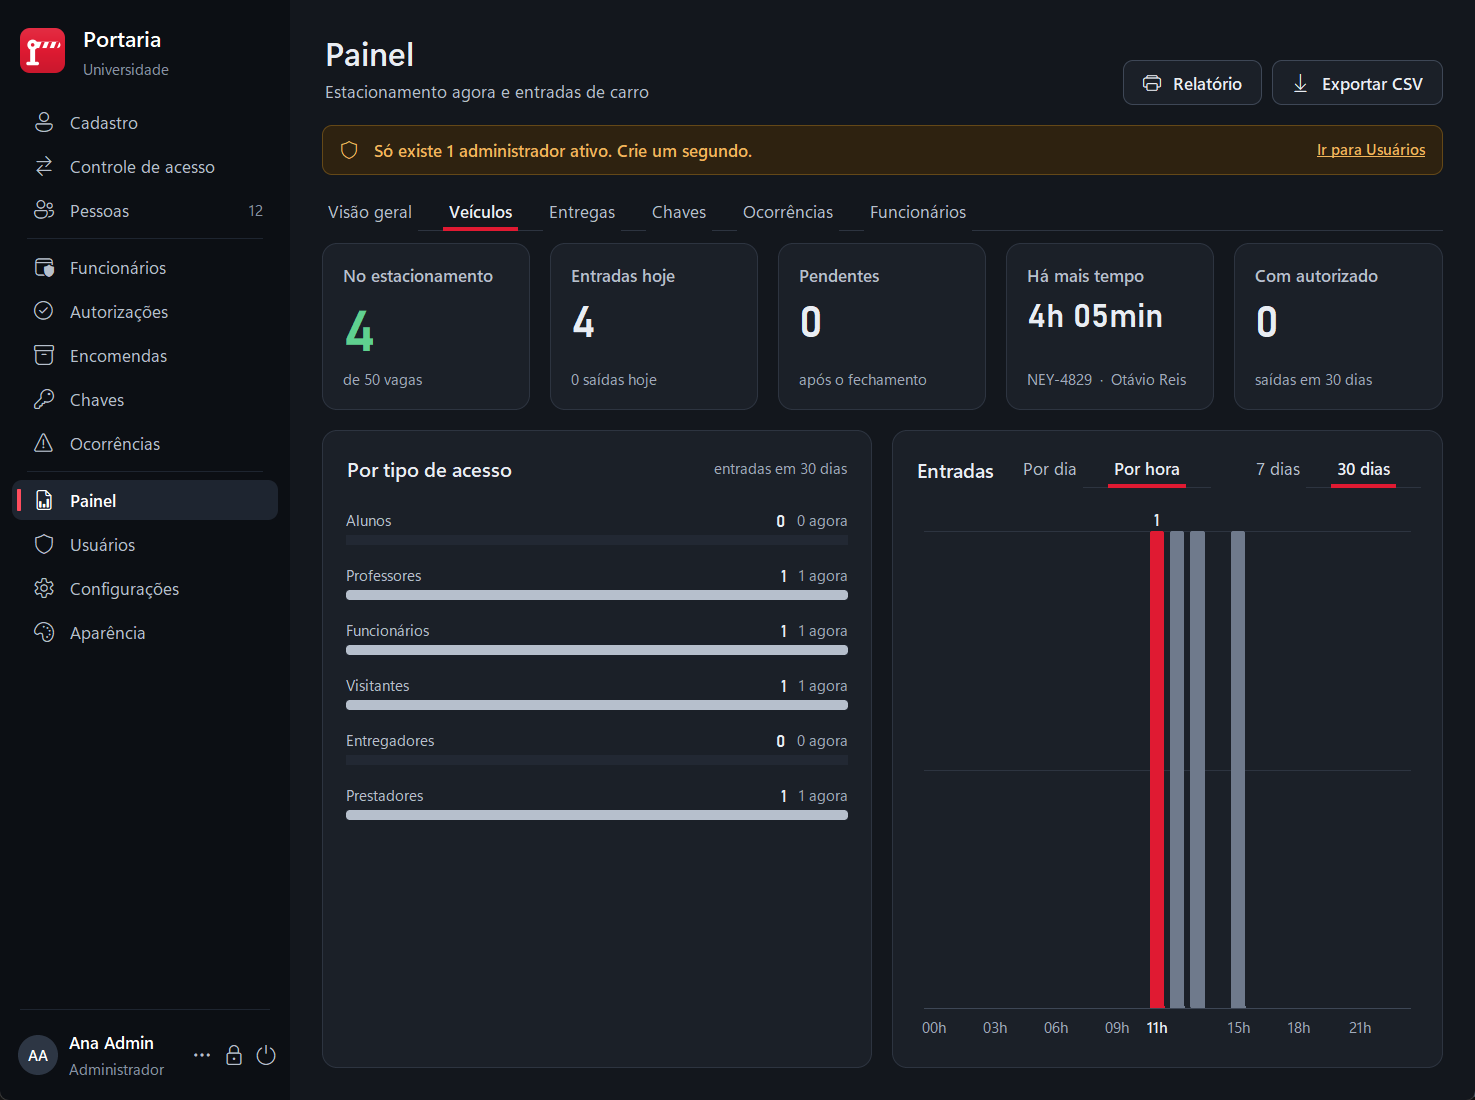 Portaria
Universidade
Cadastro
Controle de acesso
Pessoas 12
Funcionários
Autorizações
Encomendas
Chaves
Ocorrências
Painel
Usuários
Configurações
Aparência
AA
Ana Admin
Administrador
Painel
Estacionamento agora e entradas de carro
Relatório
Exportar CSV
Só existe 1 administrador ativo. Crie um segundo.
Ir para Usuários
Visão geral Veículos Entregas Chaves Ocorrências Funcionários
No estacionamento
4
de 50 vagas
Entradas hoje
4
0 saídas hoje
Pendentes
0
após o fechamento
Há mais tempo
4h 05min
NEY-4829 · Otávio Reis
Com autorizado
0
saídas em 30 dias
Por tipo de acesso entradas em 30 dias
Alunos 0 0 agora
Professores 1 1 agora
Funcionários 1 1 agora
Visitantes 1 1 agora
Entregadores 0 0 agora
Prestadores 1 1 agora
Entradas Por dia Por hora 7 dias 30 dias
1
00h 03h 06h 09h 11h 15h 18h 21h